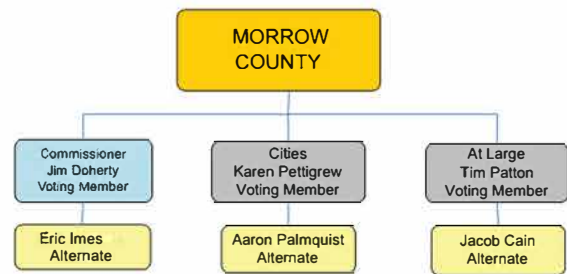 MORROW
COUNTY
Commissioner
Jim Doherty
Voting Member
Cities
Karen Pettigrew
Voting Member
At Large
Tim Patton
Voting Member
Eric Imes
Alternate
Aaron Palmquist
Alternate
Jacob Cain
Alternate